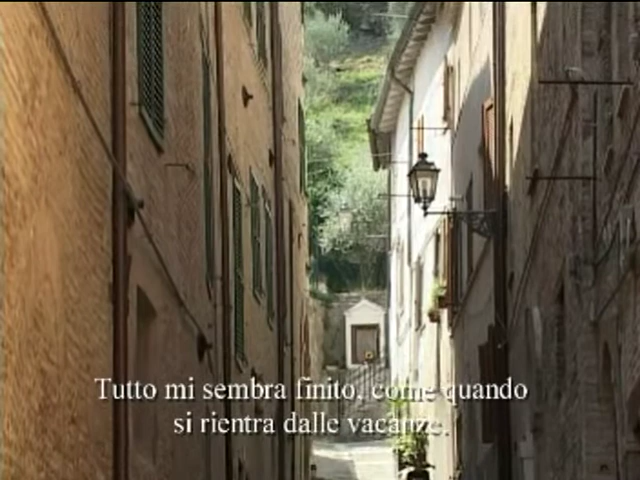 Tutto mi sembra finito, come quando
si rientra dalle vacanze.